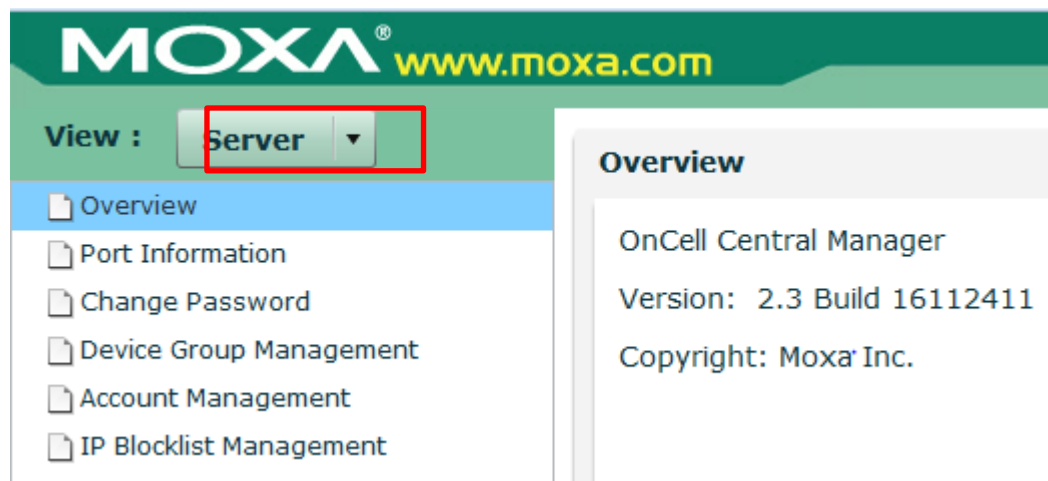 MOXA® www.moxa.com
View : Server
Overview
Port Information
Change Password
Device Group Management
Account Management
IP Blocklist Management
Overview
OnCell Central Manager
Version: 2.3 Build 16112411
Copyright: Moxa Inc.